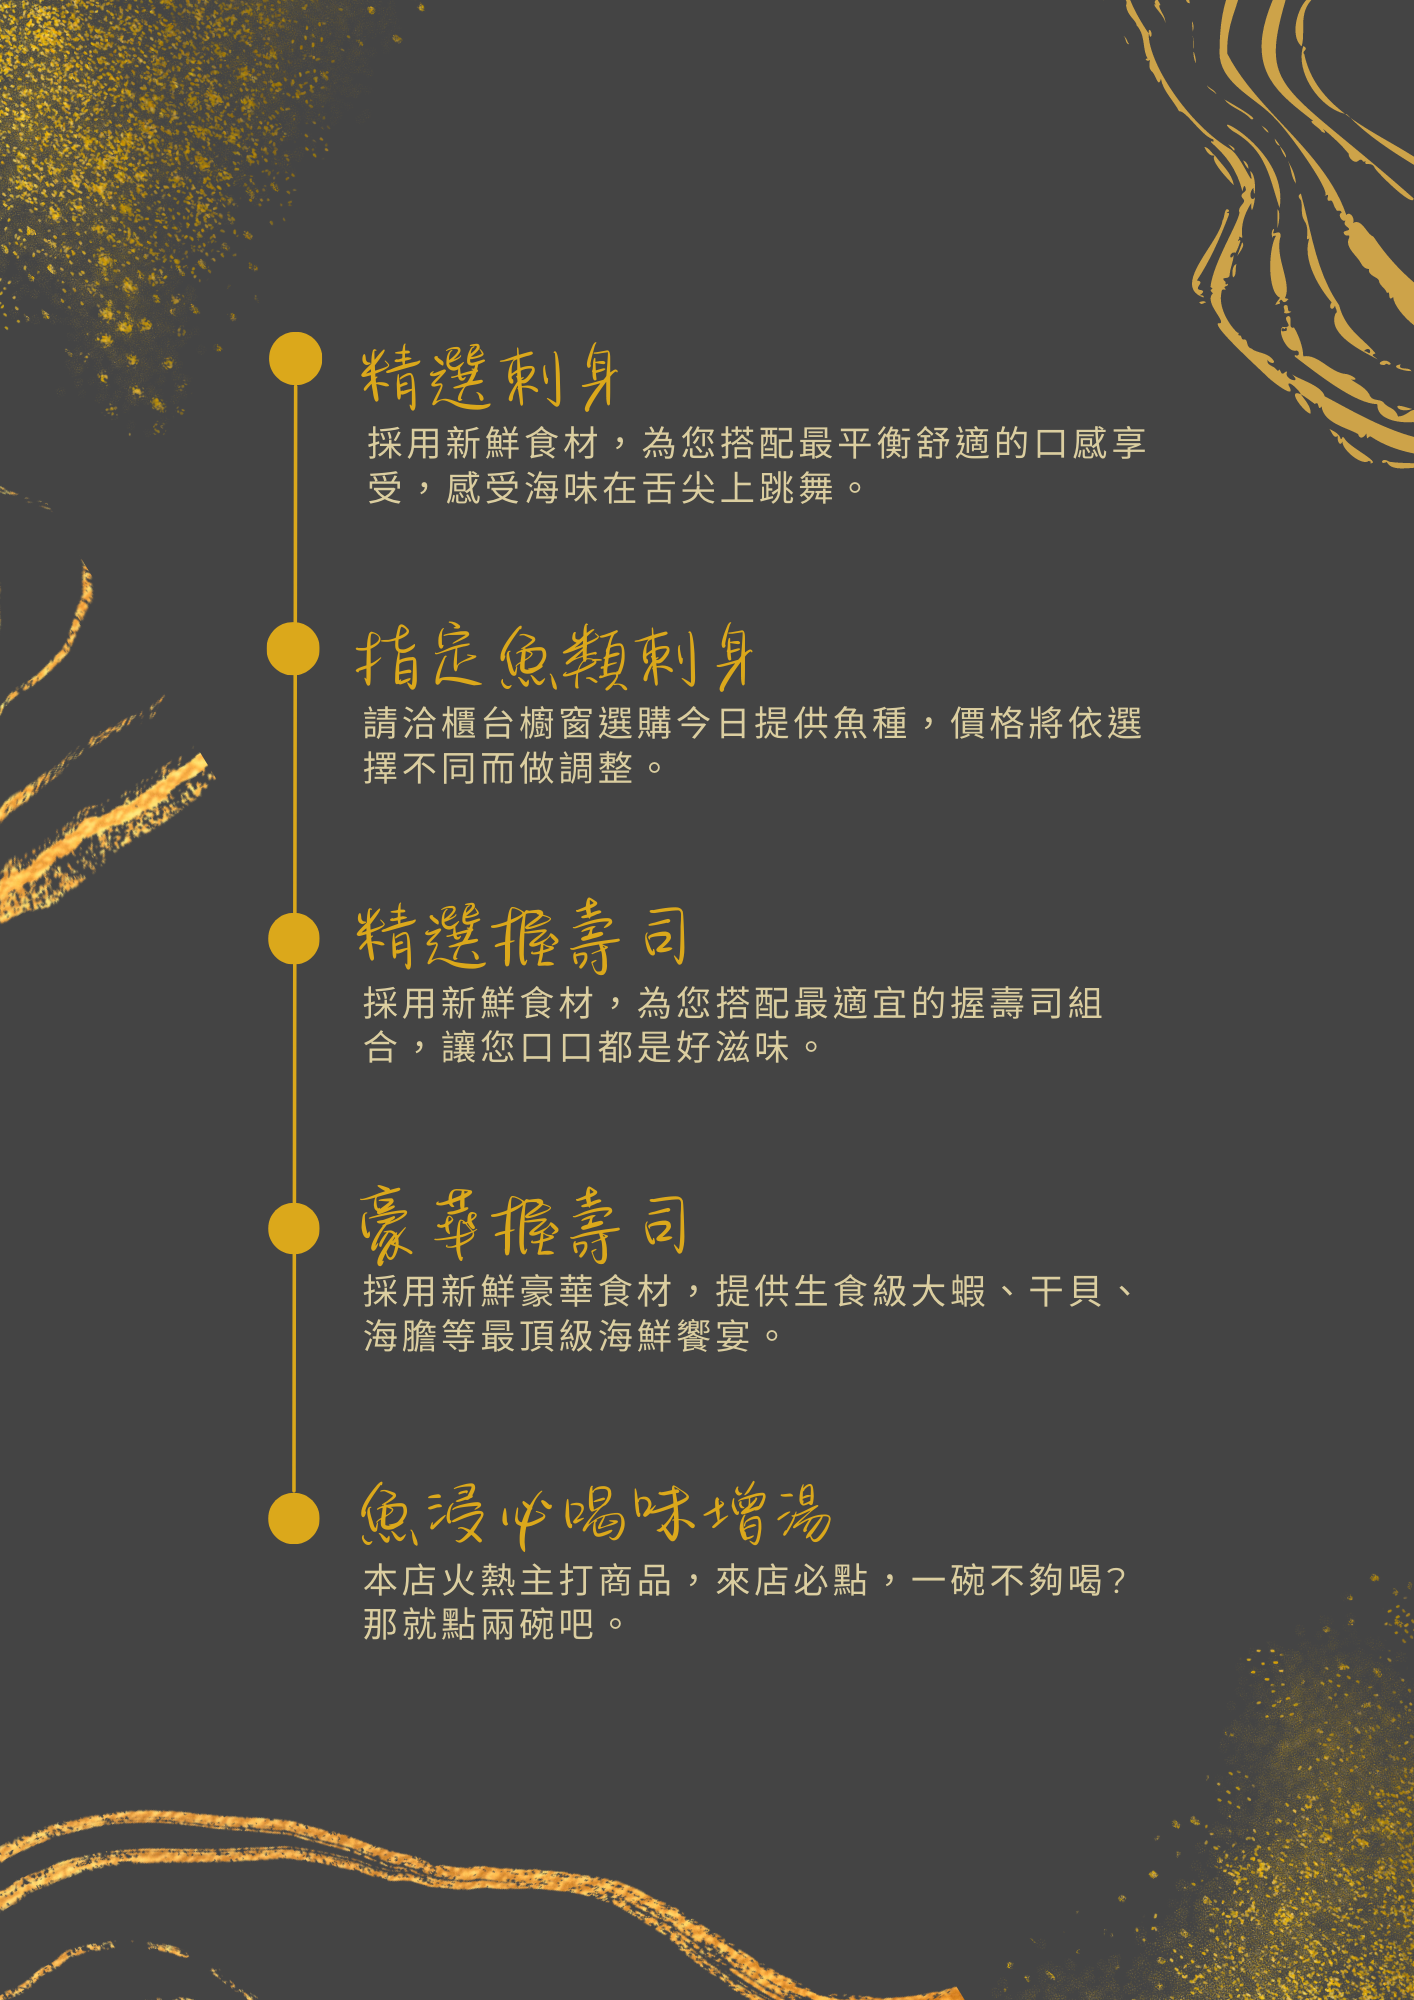 精選刺身
採用新鮮食材，為您搭配最平衡舒適的口感享
受，感受海味在舌尖上跳舞。
指定魚類刺身
請洽櫃台櫥窗選購今日提供魚種，價格將依選
擇不同而做調整。
精選握壽司
採用新鮮食材，為您搭配最適宜的握壽司組
合，讓您口口都是好滋味。
豪華握壽司
採用新鮮豪華食材，提供生食級大蝦、干貝、
海膽等最頂級海鮮饗宴。
魚浸必喝味增湯
本店火熱主打商品，來店必點，一碗不夠喝?
那就點兩碗吧。